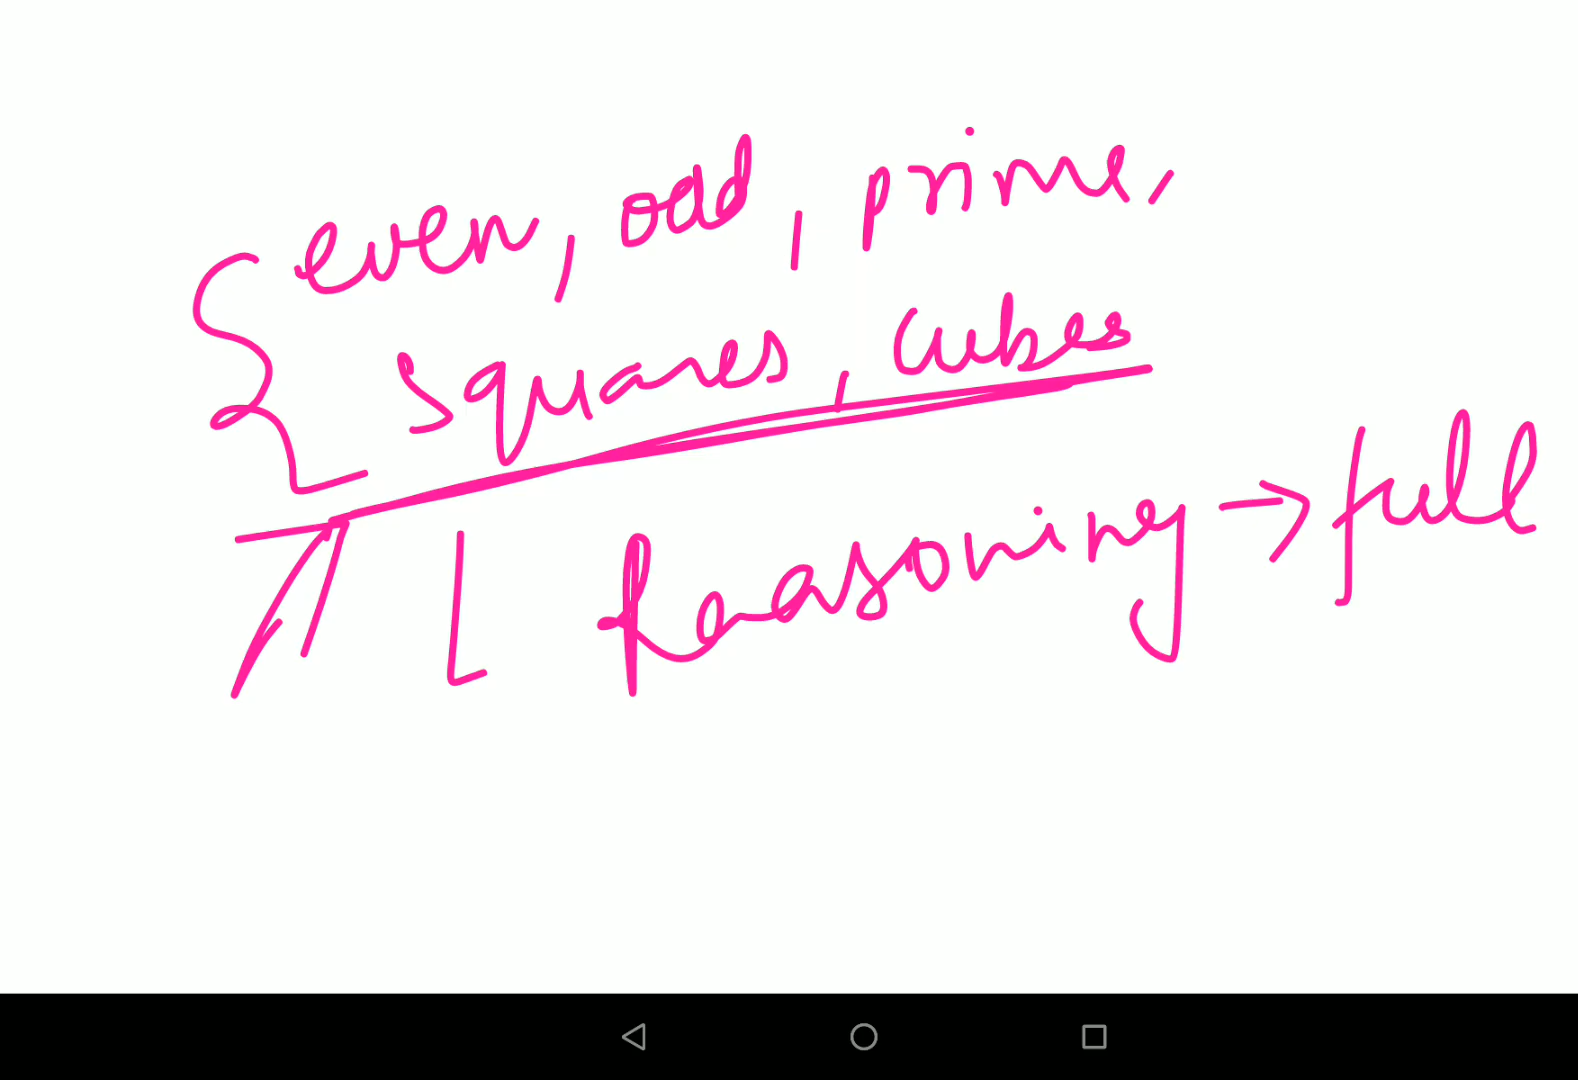 even, odd, prime,
squares, cubes
Reasoning → full